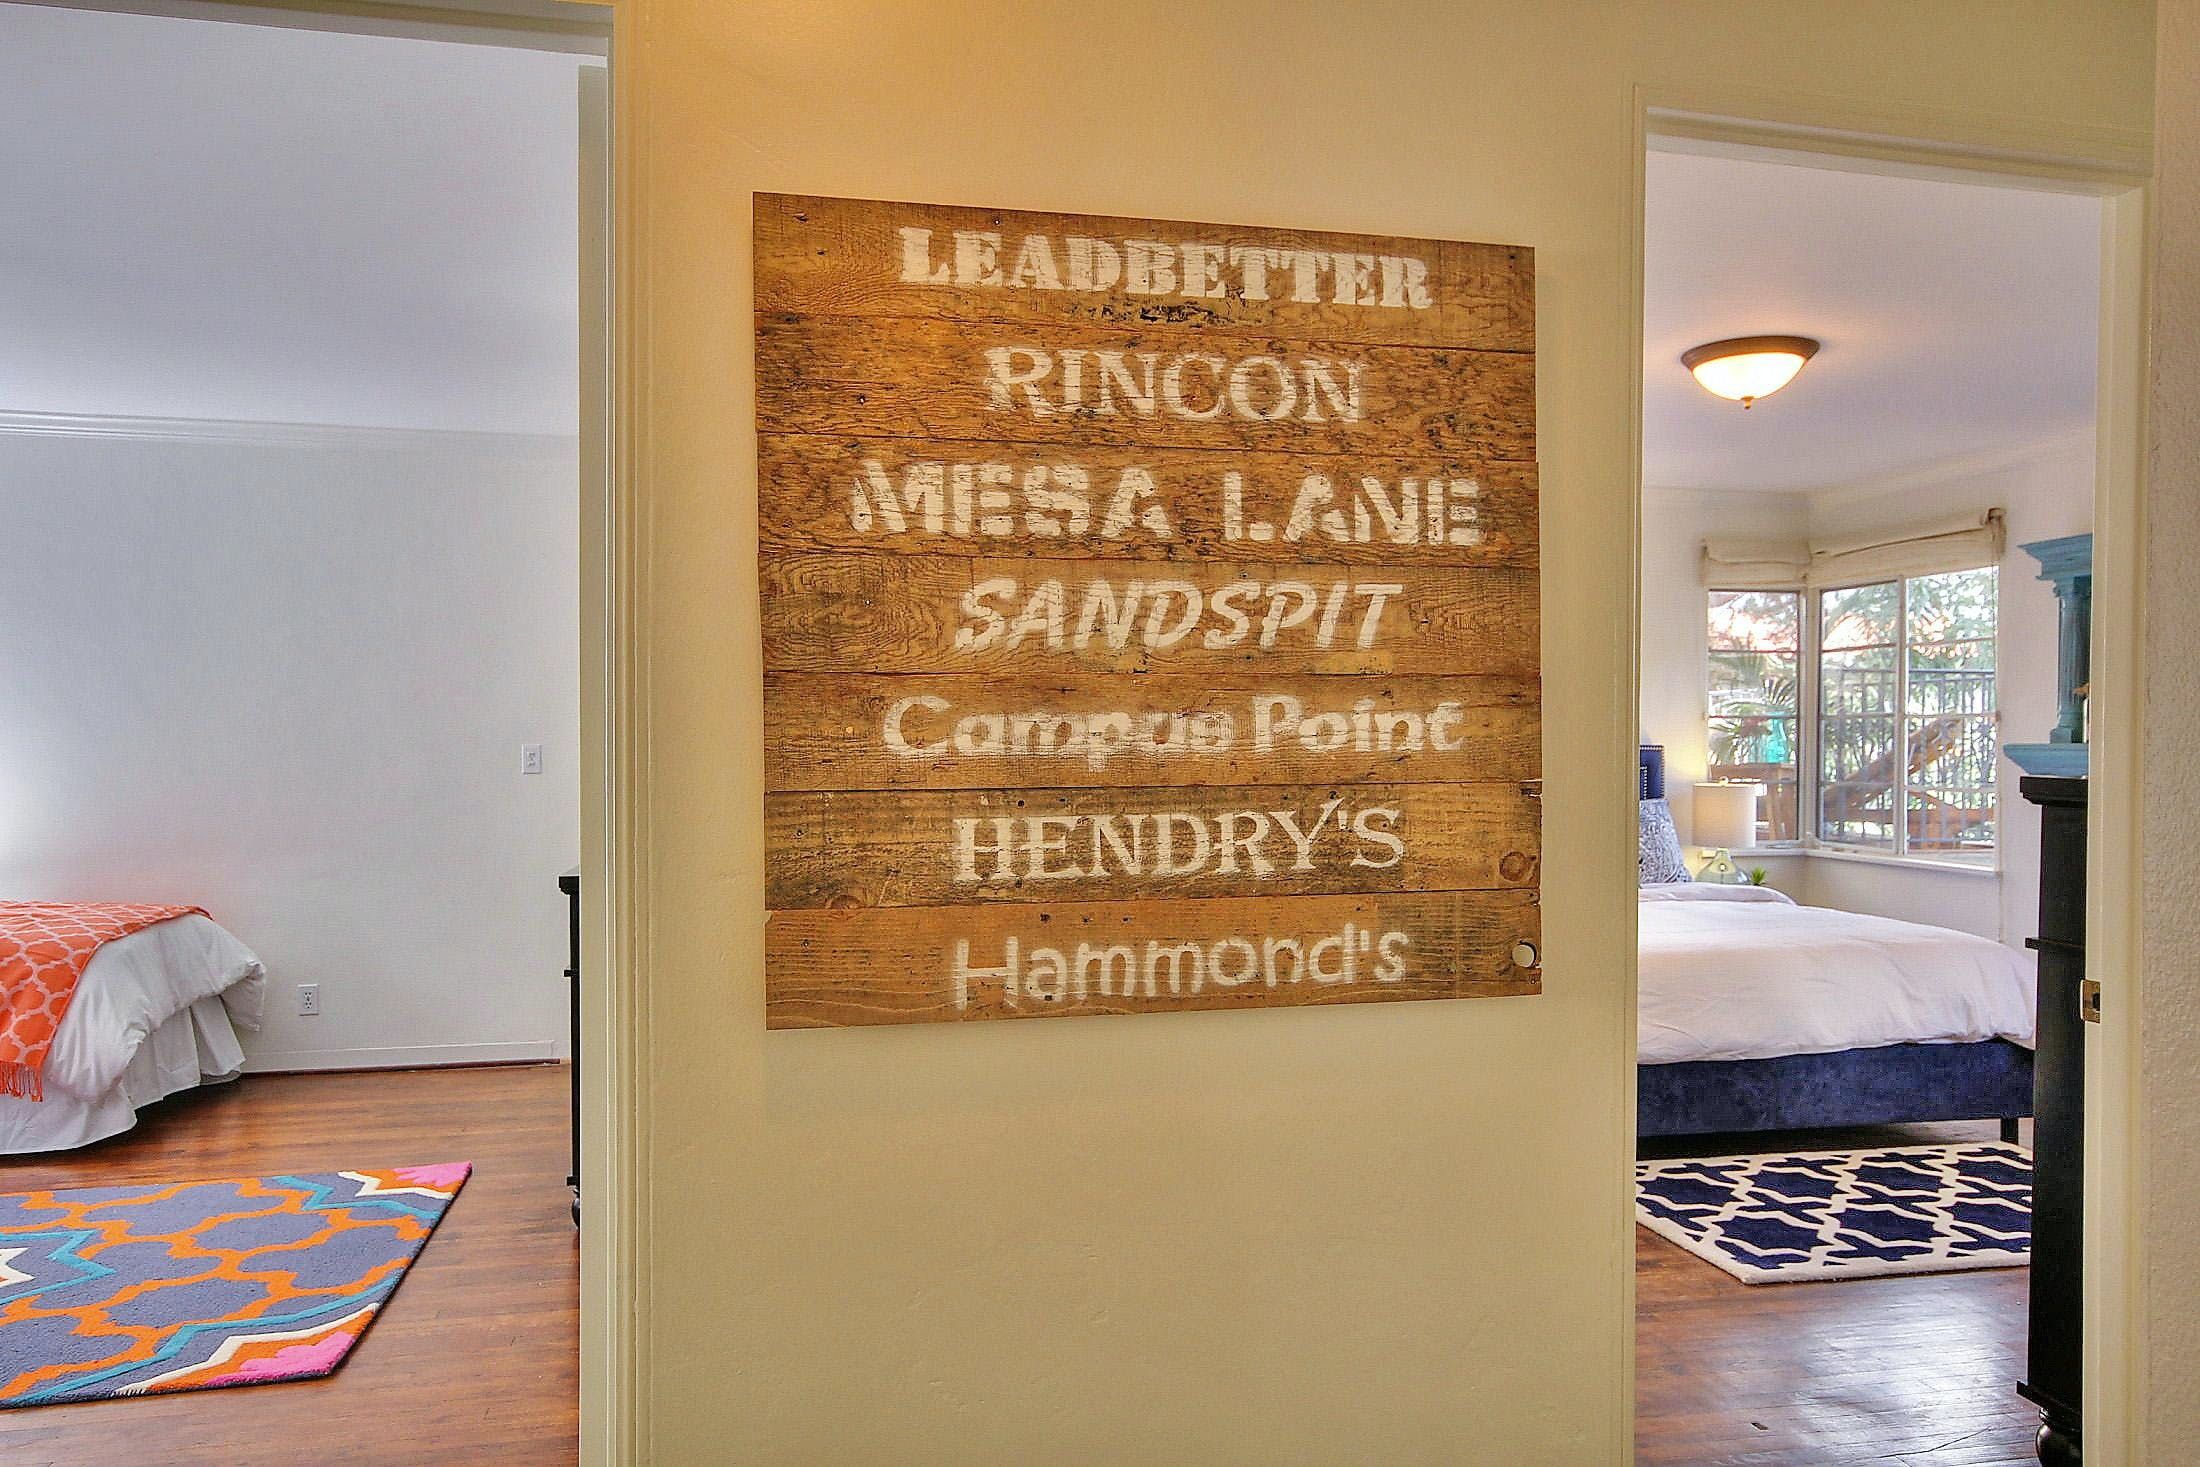 LEADBETTER
RINCON
MESA LANE
SANDSPIT
Campus Point
HENDRY'S
Hammond's